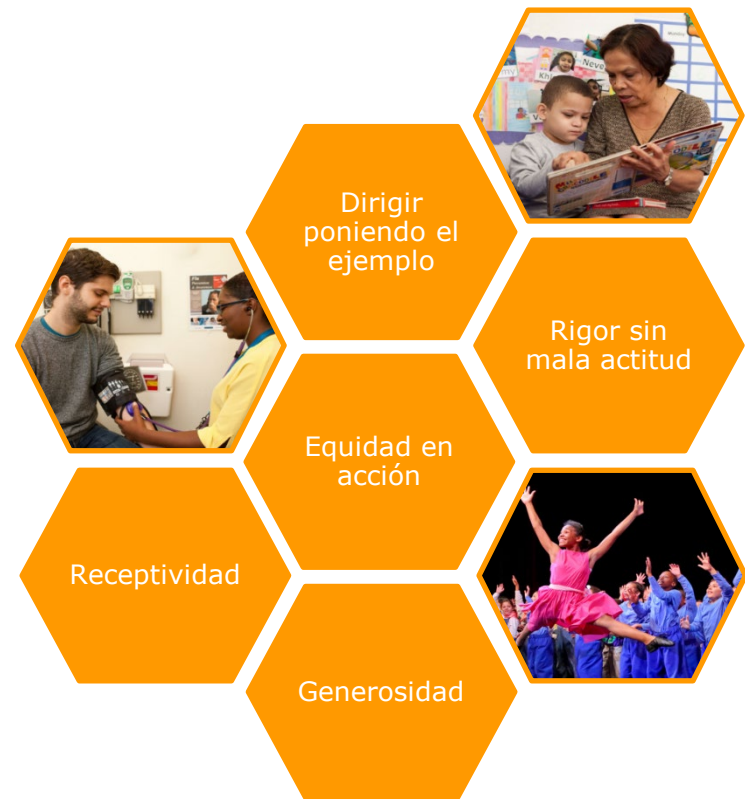 Dirigir
poniendo el
ejemplo
Rigor sin
mala actitud
Equidad en
acción
Receptividad
Generosidad